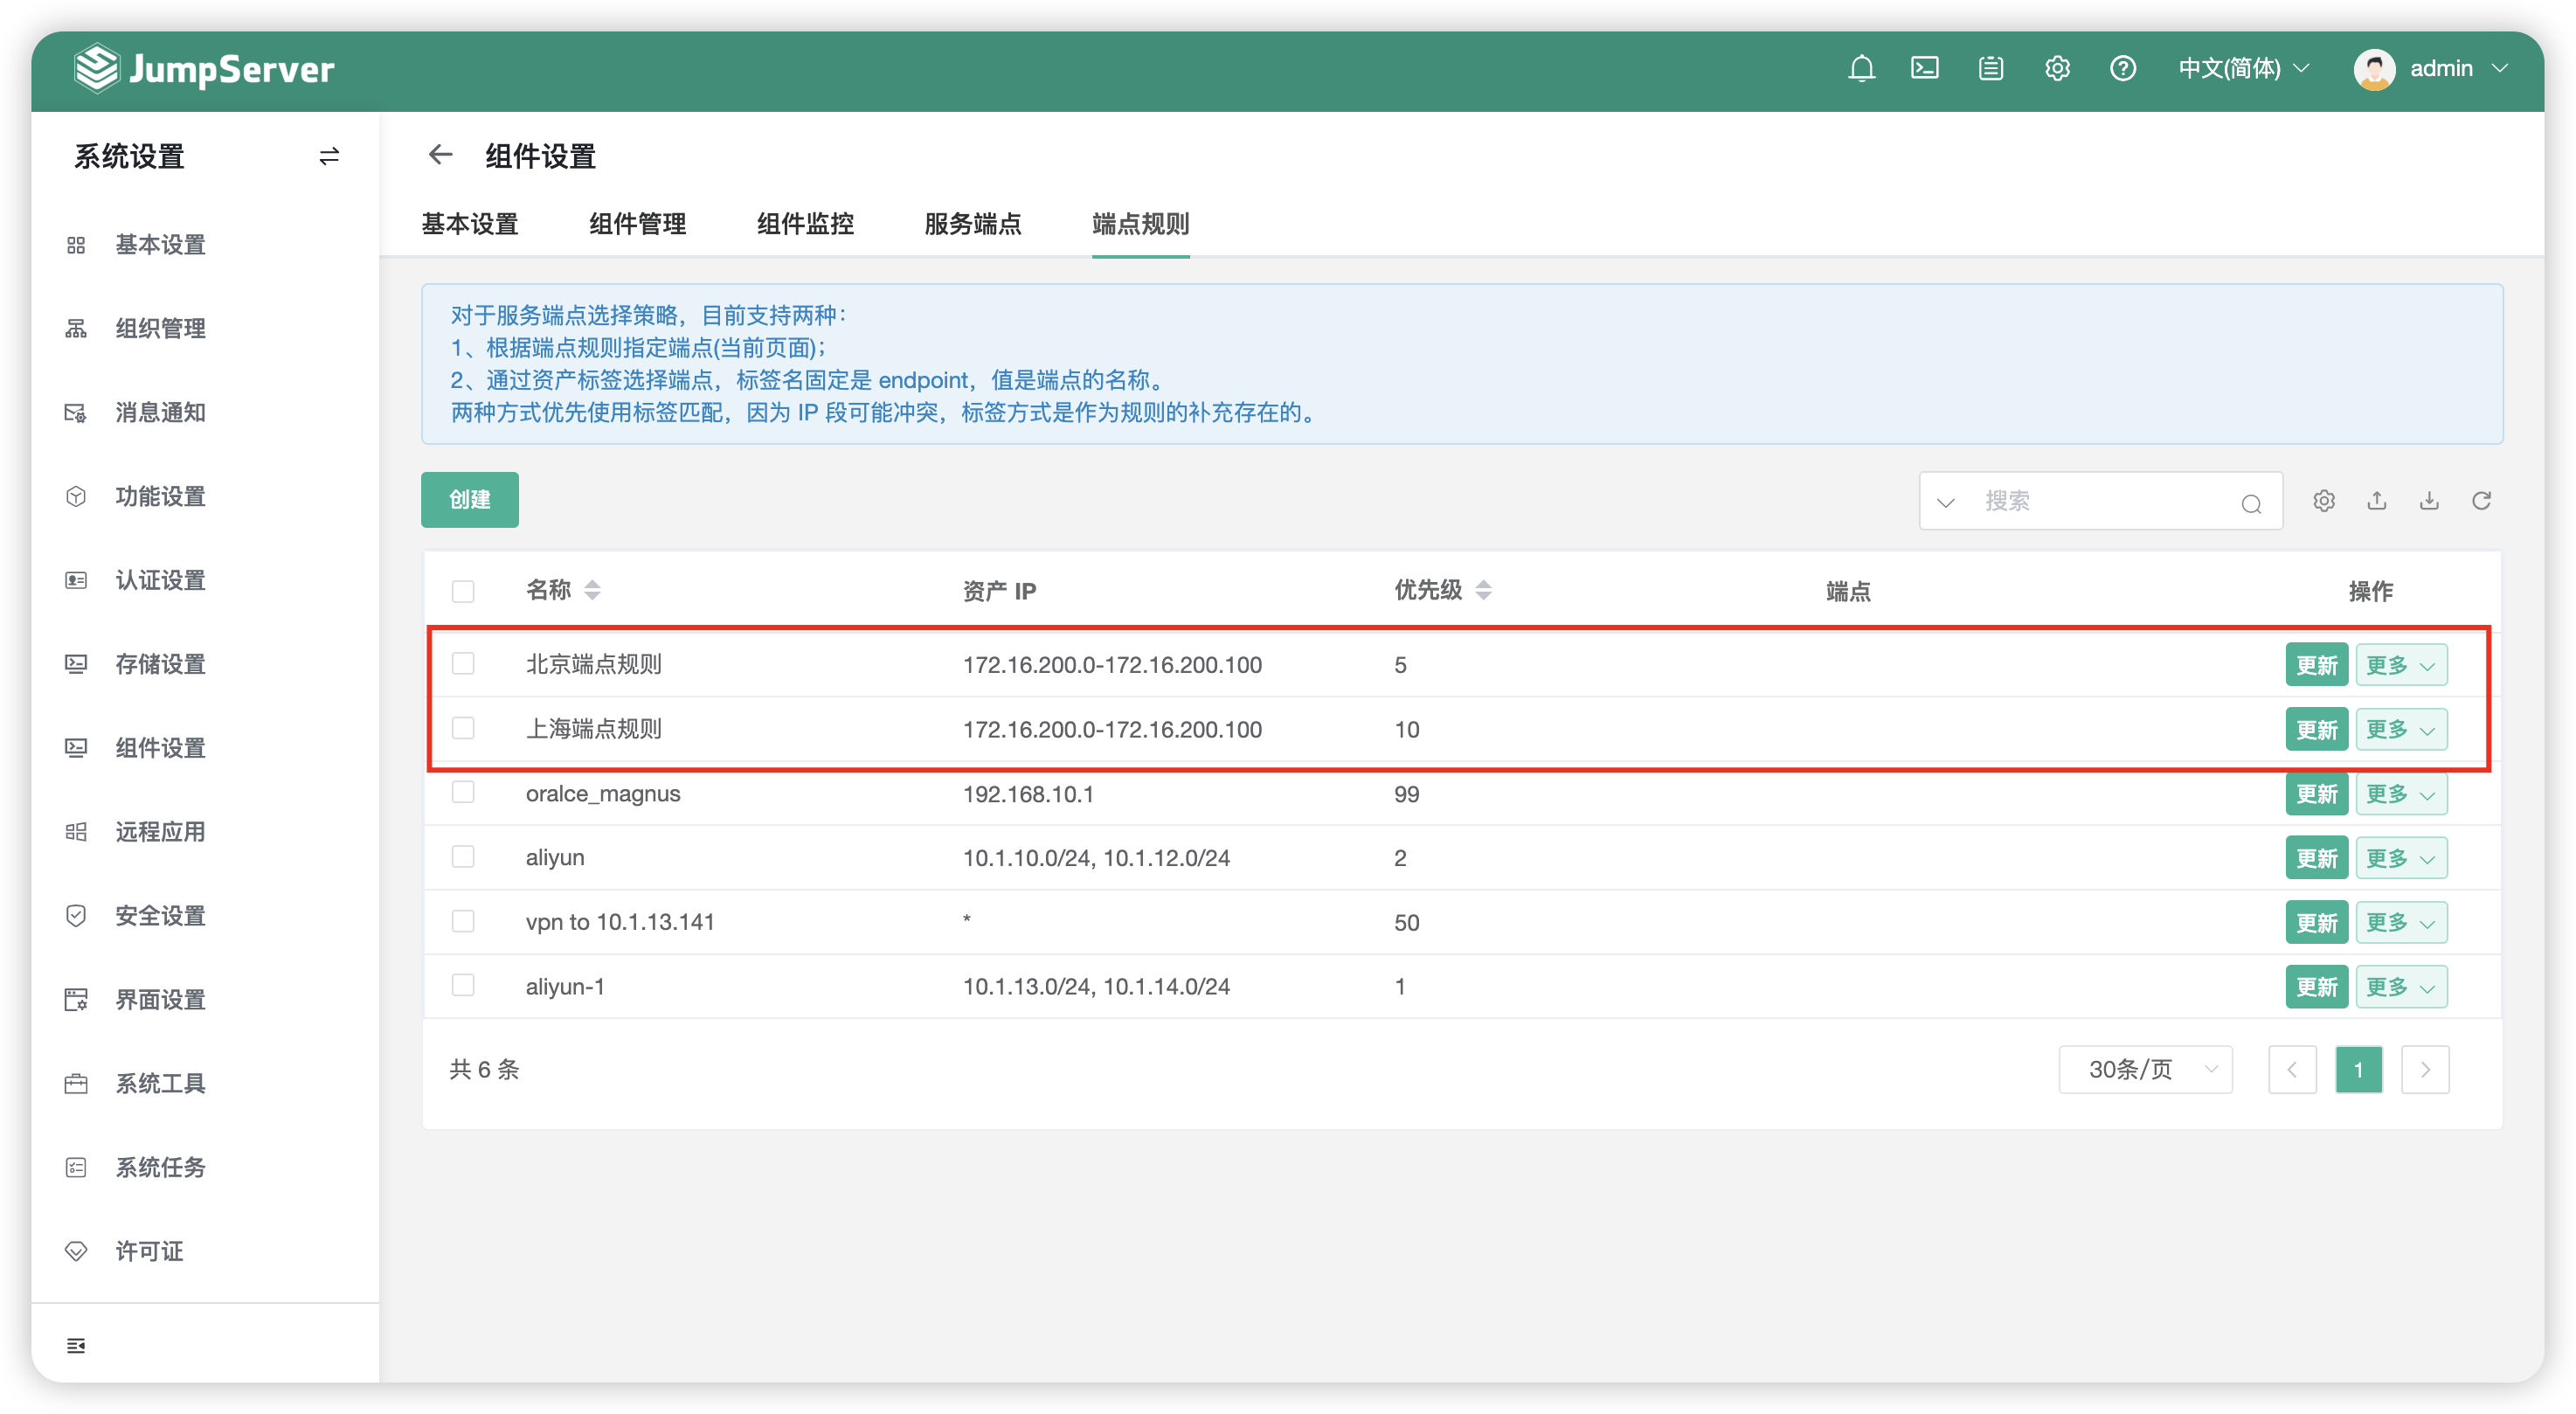 JumpServer
中文(简体)
admin
系统设置
基本设置
组织管理
消息通知
功能设置
认证设置
存储设置
组件设置
远程应用
安全设置
界面设置
系统工具
系统任务
许可证
组件设置
基本设置 组件管理 组件监控 服务端点 端点规则
对于服务端点选择策略，目前支持两种：
1、根据端点规则指定端点(当前页面)；
2、通过资产标签选择端点，标签名固定是 endpoint，值是端点的名称。
两种方式优先使用标签匹配，因为 IP 段可能冲突，标签方式是作为规则的补充存在的。
创建
搜索
名称 资产 IP 优先级 端点 操作
北京端点规则 172.16.200.0-172.16.200.100 5 更新 更多
上海端点规则 172.16.200.0-172.16.200.100 10 更新 更多
oralce_magnus 192.168.10.1 99 更新 更多
aliyun 10.1.10.0/24, 10.1.12.0/24 2 更新 更多
vpn to 10.1.13.141 * 50 更新 更多
aliyun-1 10.1.13.0/24, 10.1.14.0/24 1 更新 更多
共 6 条 30条/页 1